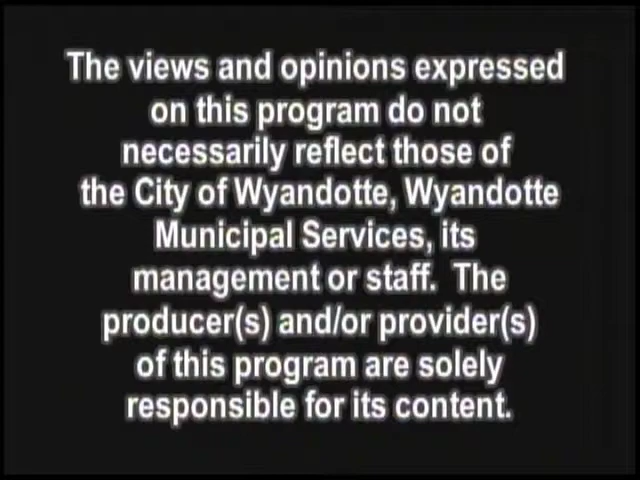 The views and opinions expressed
on this program do not
necessarily reflect those of
the City of Wyandotte, Wyandotte
Municipal Services, its
management or staff.  The
producer(s) and/or provider(s)
of this program are solely
responsible for its content.